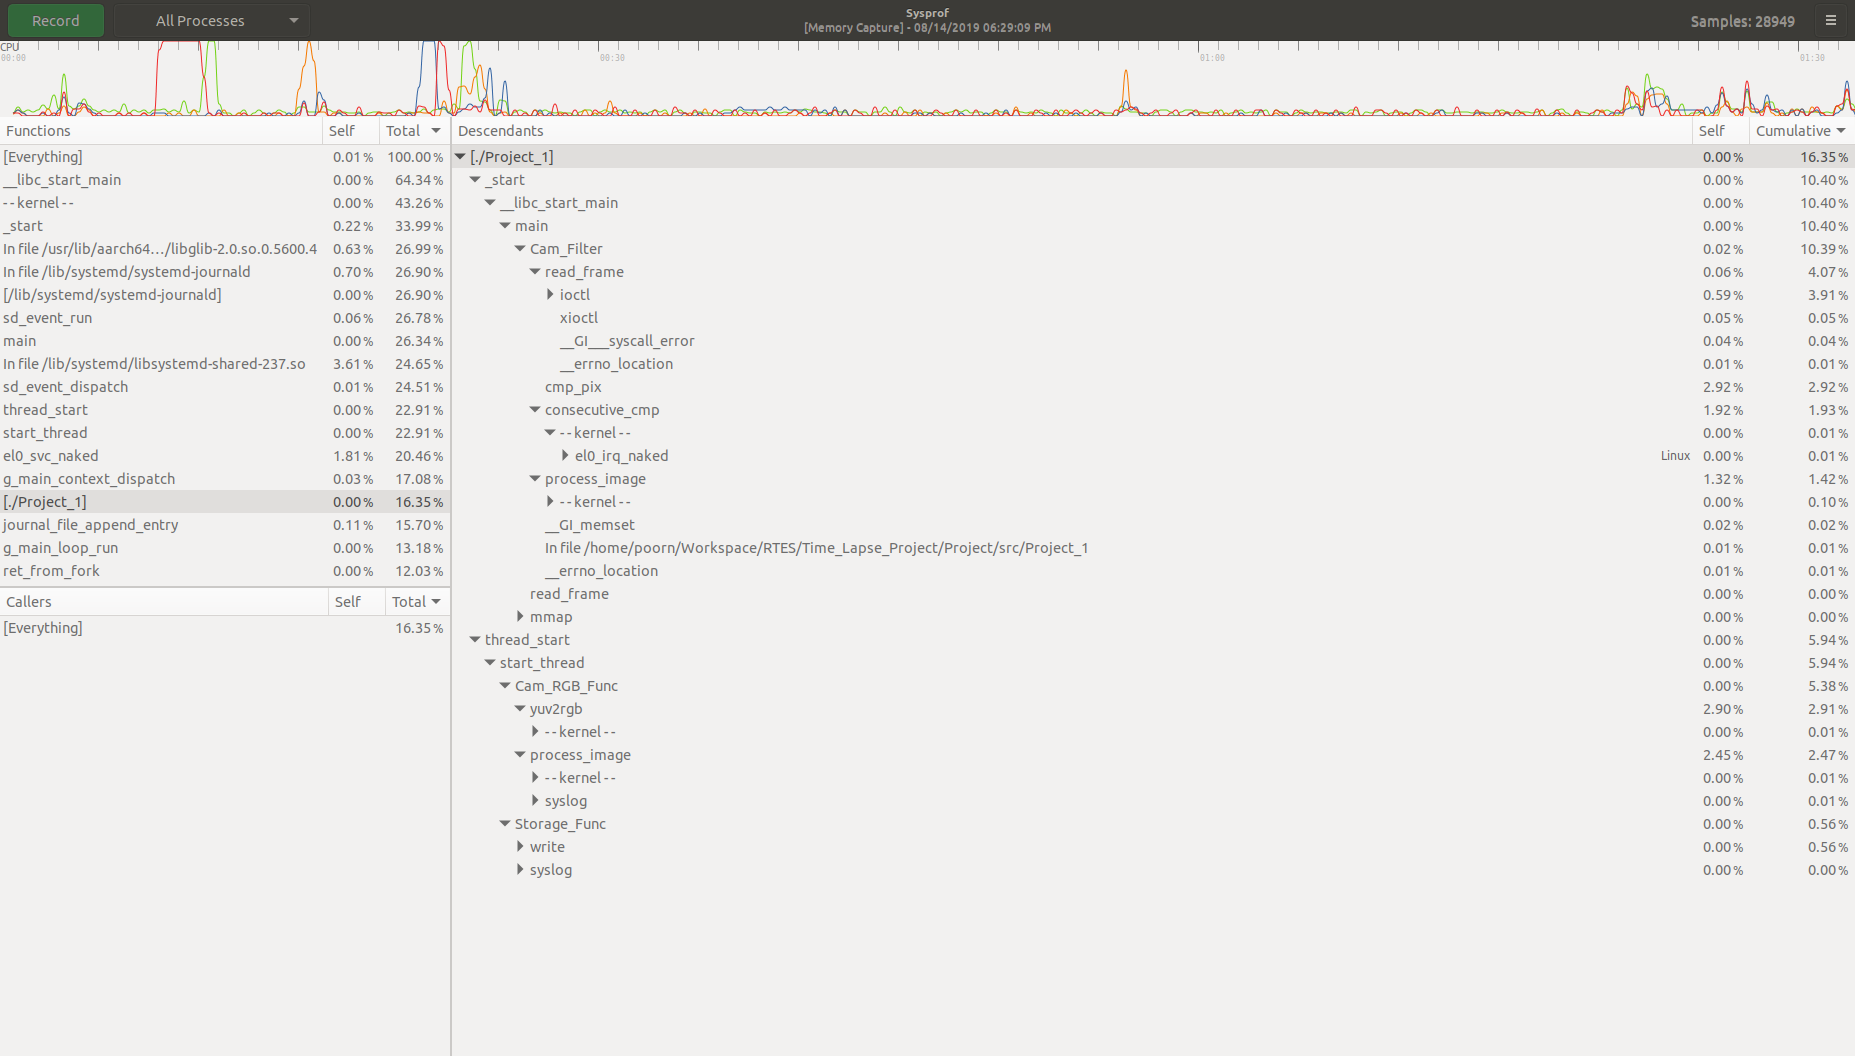 Record
All Processes
Sysprof
[Memory Capture] - 08/14/2019 06:29:09 PM
Samples: 28949
CPU
00:00 00:30 01:00 01:30
Functions Self Total
[Everything] 0.01% 100.00%
__libc_start_main 0.00% 64.34%
--kernel-- 0.00% 43.26%
_start 0.22% 33.99%
In file /usr/lib/aarch64…/libglib-2.0.so.0.5600.4 0.63% 26.99%
In file /lib/systemd/systemd-journald 0.70% 26.90%
[/lib/systemd/systemd-journald] 0.00% 26.90%
sd_event_run 0.06% 26.78%
main 0.00% 26.34%
In file /lib/systemd/libsystemd-shared-237.so 3.61% 24.65%
sd_event_dispatch 0.01% 24.51%
thread_start 0.00% 22.91%
start_thread 0.00% 22.91%
el0_svc_naked 1.81% 20.46%
g_main_context_dispatch 0.03% 17.08%
[./Project_1] 0.00% 16.35%
journal_file_append_entry 0.11% 15.70%
g_main_loop_run 0.00% 13.18%
ret_from_fork 0.00% 12.03%
Callers Self Total
[Everything] 16.35%
Descendants Self Cumulative
[./Project_1] 0.00% 16.35%
_start 0.00% 10.40%
__libc_start_main 0.00% 10.40%
main 0.00% 10.40%
Cam_Filter 0.02% 10.39%
read_frame 0.06% 4.07%
ioctl 0.59% 3.91%
xioctl 0.05% 0.05%
__GI___syscall_error 0.04% 0.04%
__errno_location 0.01% 0.01%
cmp_pix 2.92% 2.92%
consecutive_cmp 1.92% 1.93%
--kernel-- 0.00% 0.01%
el0_irq_naked Linux 0.00% 0.01%
process_image 1.32% 1.42%
--kernel-- 0.00% 0.10%
__GI_memset 0.02% 0.02%
In file /home/poorn/Workspace/RTES/Time_Lapse_Project/Project/src/Project_1 0.01% 0.01%
__errno_location 0.01% 0.01%
read_frame 0.00% 0.00%
mmap 0.00% 0.00%
thread_start 0.00% 5.94%
start_thread 0.00% 5.94%
Cam_RGB_Func 0.00% 5.38%
yuv2rgb 2.90% 2.91%
--kernel-- 0.00% 0.01%
process_image 2.45% 2.47%
--kernel-- 0.00% 0.01%
syslog 0.00% 0.01%
Storage_Func 0.00% 0.56%
write 0.00% 0.56%
syslog 0.00% 0.00%